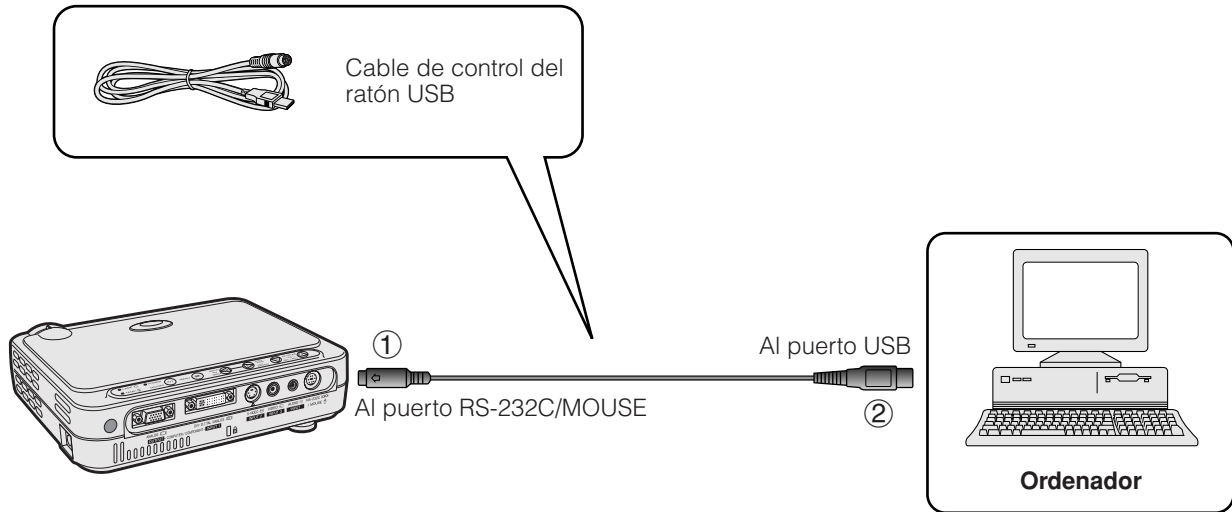 Cable de control del
ratón USB
①
Al puerto USB
Al puerto RS-232C/MOUSE
②
Ordenador